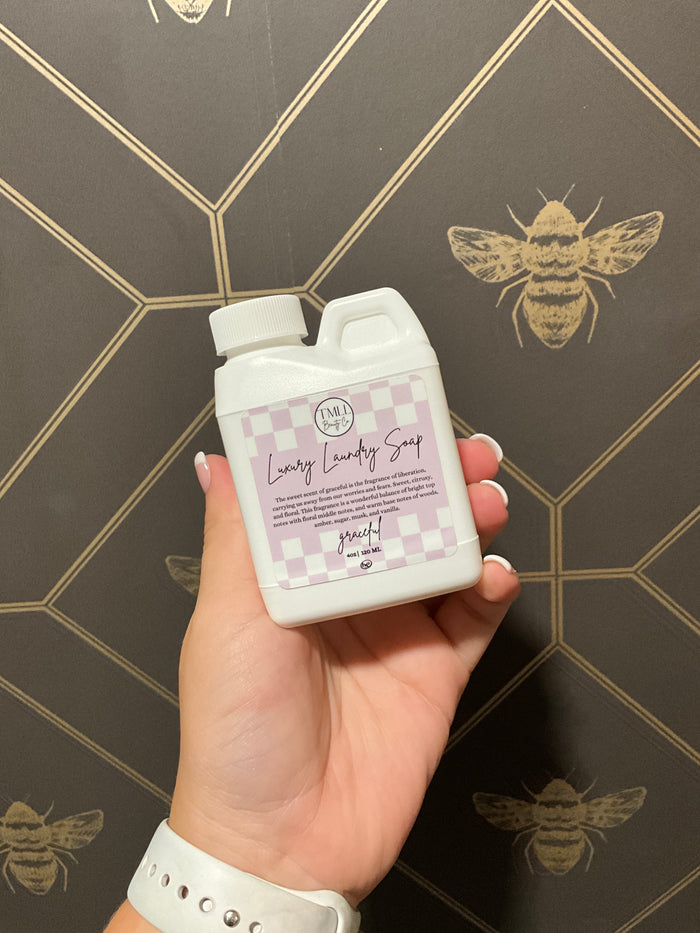 TMLL
Beauty Co
Luxury Laundry Soap
The sweet scent of graceful is the fragrance of liberation,
carrying us away from our worries and fears. Sweet, citrusy,
and floral. This fragrance is a wonderful balance of bright top
notes with floral middle notes, and warm base notes of woods,
amber, sugar, musk, and vanilla.
graceful
4oz| 120 ML